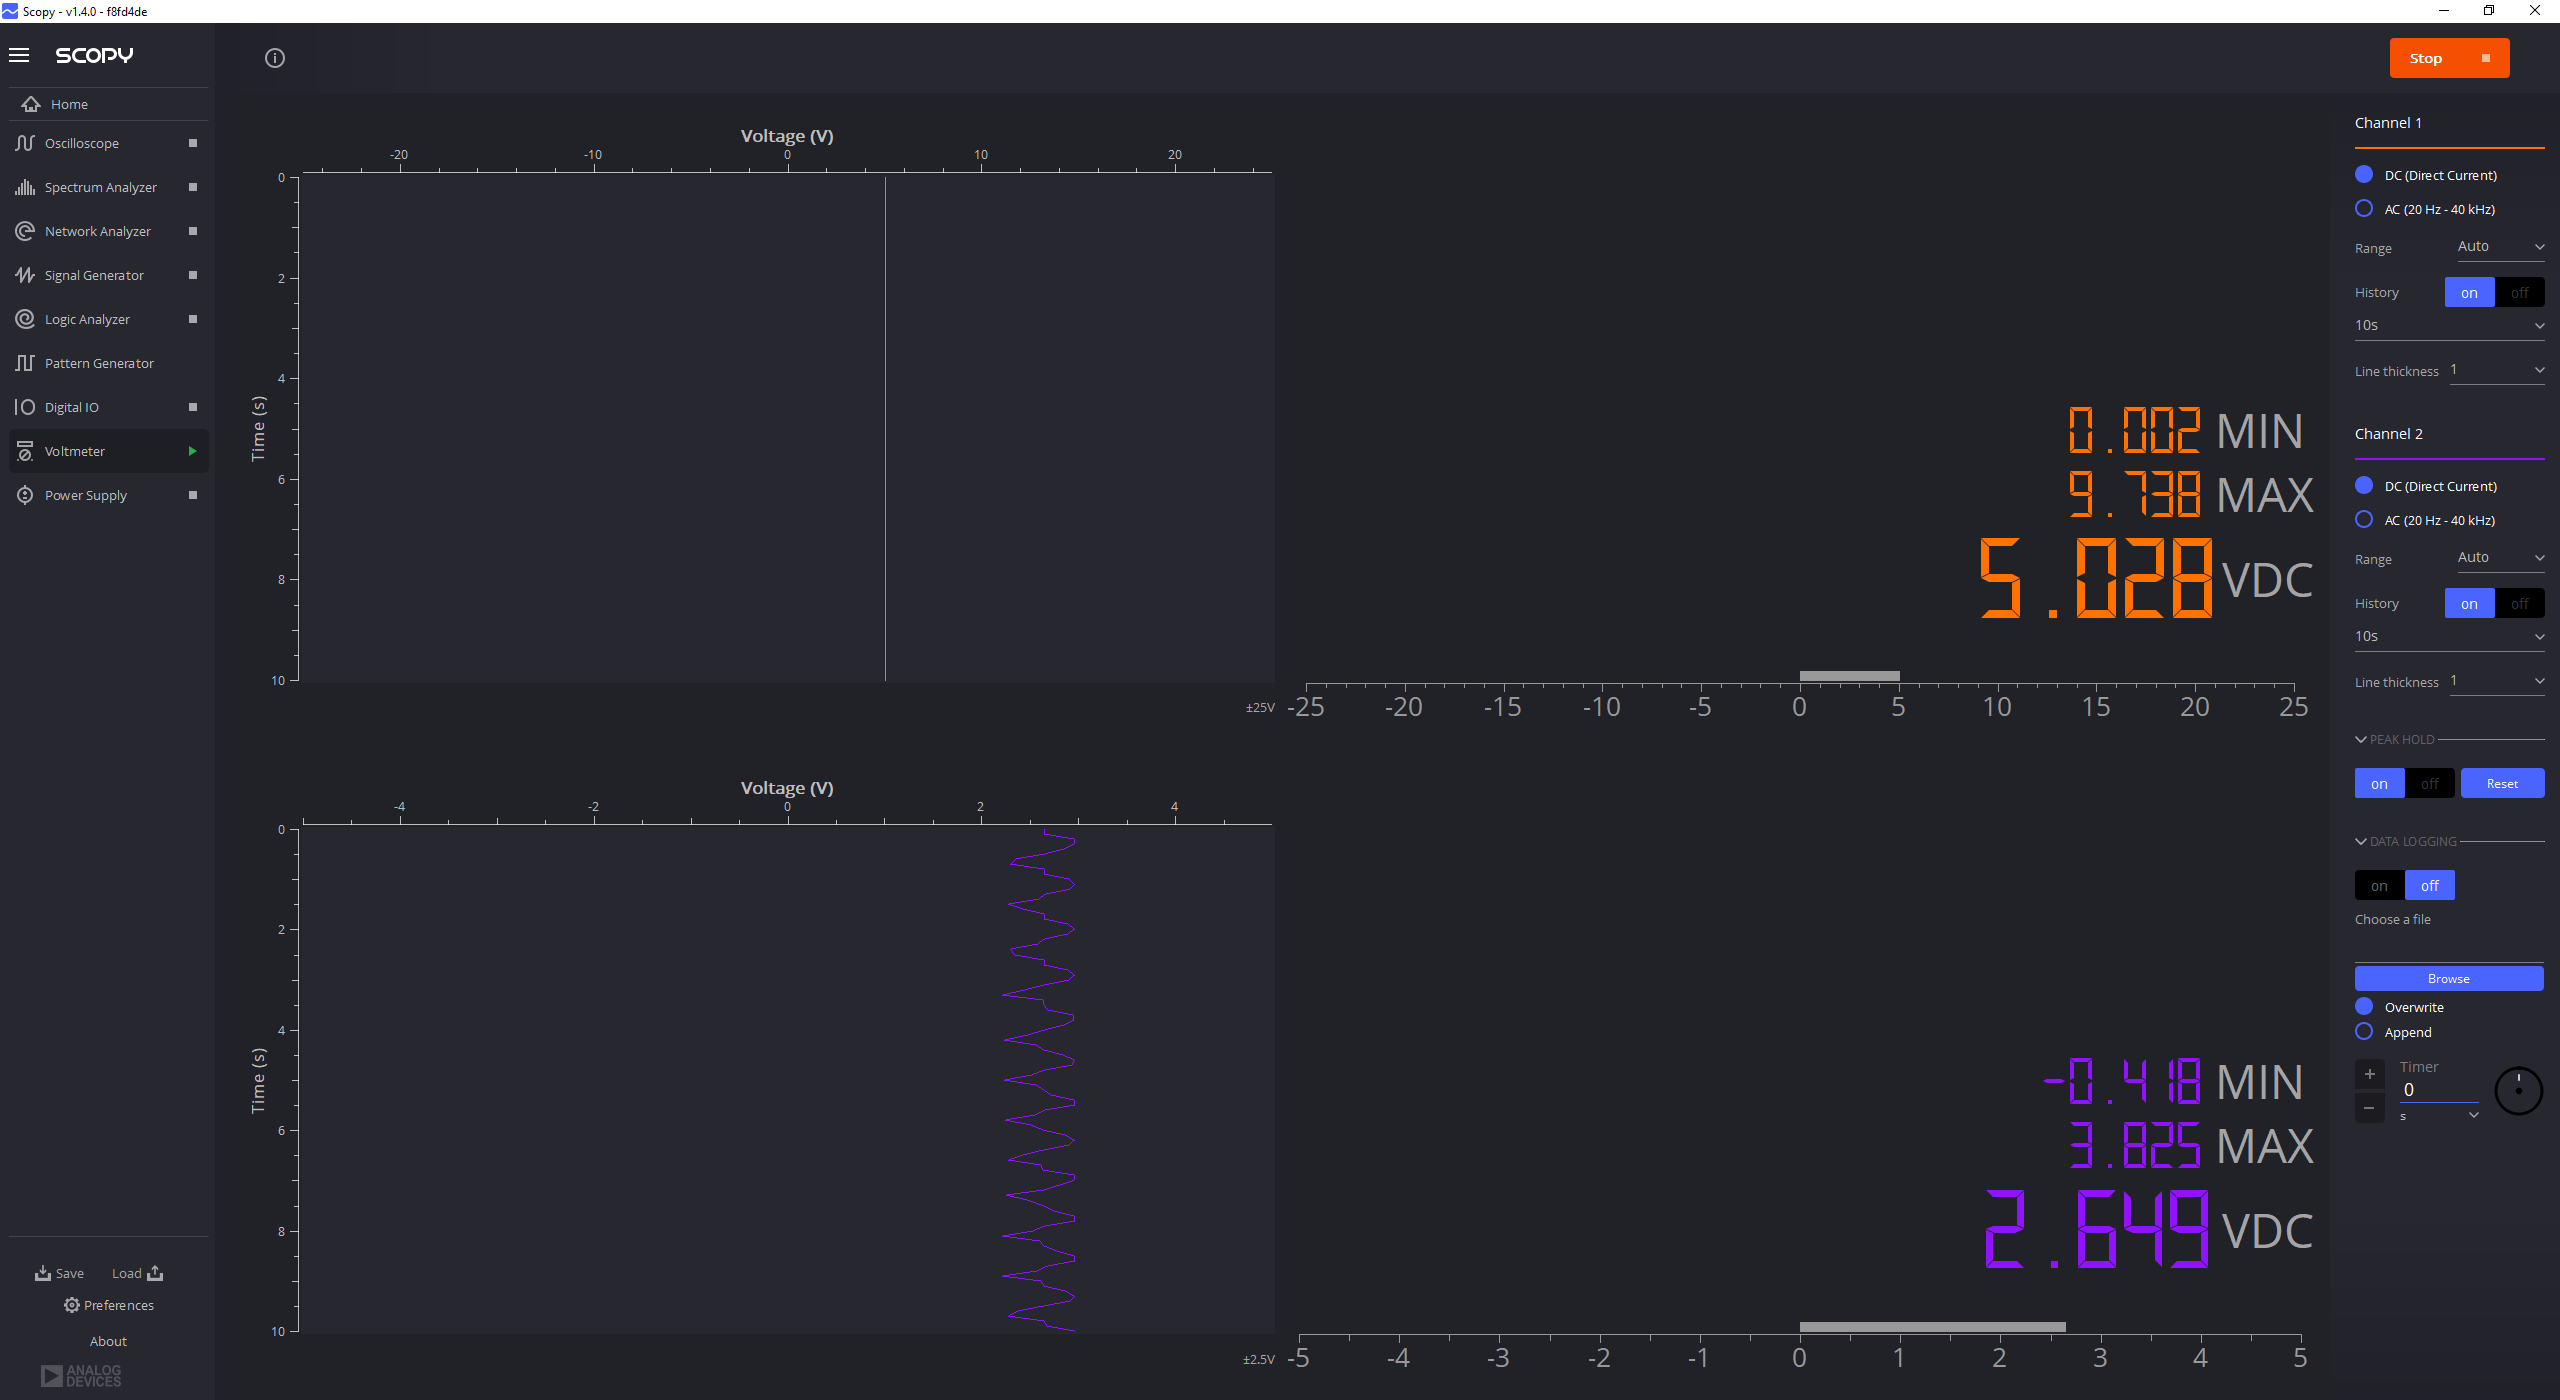 Scopy - v1.4.0 - f8fd4de
SCOPY
Stop
Home
Oscilloscope
Spectrum Analyzer
Network Analyzer
Signal Generator
Logic Analyzer
Pattern Generator
Digital IO
Voltmeter
Power Supply
Save Load
Preferences
About
ANALOG
DEVICES
Voltage (V)
-20 -10 0 10 20
Time (s)
0
2
4
6
8
10
±25V
0.002 MIN
9.738 MAX
5.028 VDC
-25 -20 -15 -10 -5 0 5 10 15 20 25
Voltage (V)
-4 -2 0 2 4
Time (s)
0
2
4
6
8
10
±2.5V
-0.418 MIN
3.825 MAX
2.649 VDC
-5 -4 -3 -2 -1 0 1 2 3 4 5
Channel 1
DC (Direct Current)
AC (20 Hz - 40 kHz)
Range Auto
History on off
10s
Line thickness 1
Channel 2
DC (Direct Current)
AC (20 Hz - 40 kHz)
Range Auto
History on off
10s
Line thickness 1
PEAK HOLD
on off Reset
DATA LOGGING
on off
Choose a file
Browse
Overwrite
Append
+ Timer
0
− s